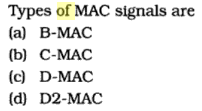 Types of MAC signals are
(a) B-MAC
(b) C-MAC
(c) D-MAC
(d) D2-MAC